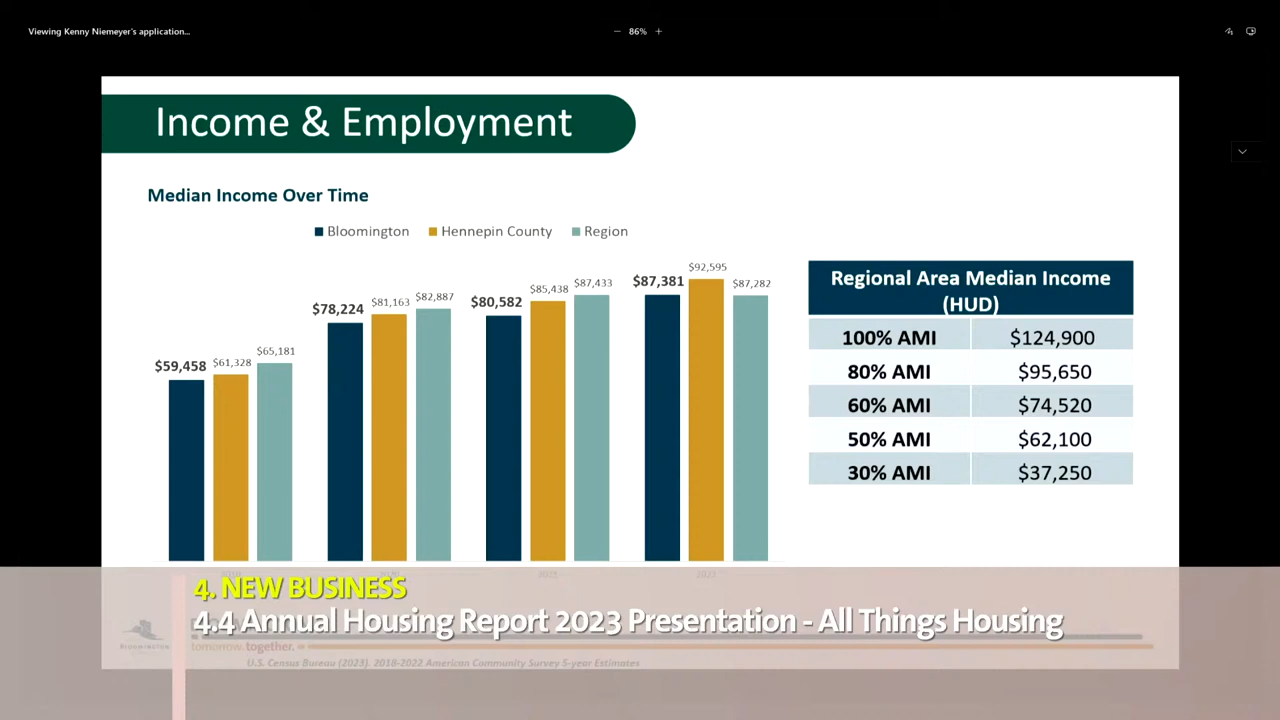 Viewing Kenny Niemeyer's application...
86%
Income & Employment
Median Income Over Time
Bloomington
Hennepin County
Region
$59,458
$61,328
$65,181
$78,224
$81,163
$82,887
$80,582
$85,438
$87,433
$87,381
$92,595
$87,282
Regional Area Median Income
(HUD)
100% AMI $124,900
80% AMI $95,650
60% AMI $74,520
50% AMI $62,100
30% AMI $37,250
4. NEW BUSINESS
4.4 Annual Housing Report 2023 Presentation - All Things Housing
BLOOMINGTON
tomorrow. together.
U.S. Census Bureau (2023). 2018-2022 American Community Survey 5-year Estimates